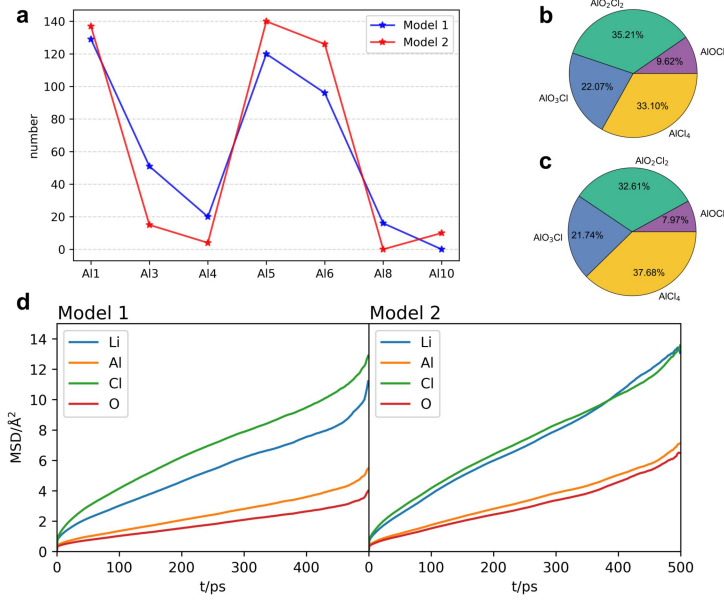 a
number
140
120
100
80
60
40
20
0
Model 1
Model 2
Al1
Al3
Al4
Al5
Al6
Al8
Al10
b
AlO₂Cl₂
35.21%
AlOCl
9.62%
AlO₃Cl
22.07%
33.10%
AlCl₄
c
AlO₂Cl₂
32.61%
AlOCl
7.97%
AlO₃Cl
21.74%
37.68%
AlCl₄
d
Model 1
Model 2
MSD/Å²
14
12
10
8
6
4
2
0
Li
Al
Cl
O
Li
Al
Cl
O
0
100
200
300
400
0
100
200
300
400
500
t/ps
t/ps